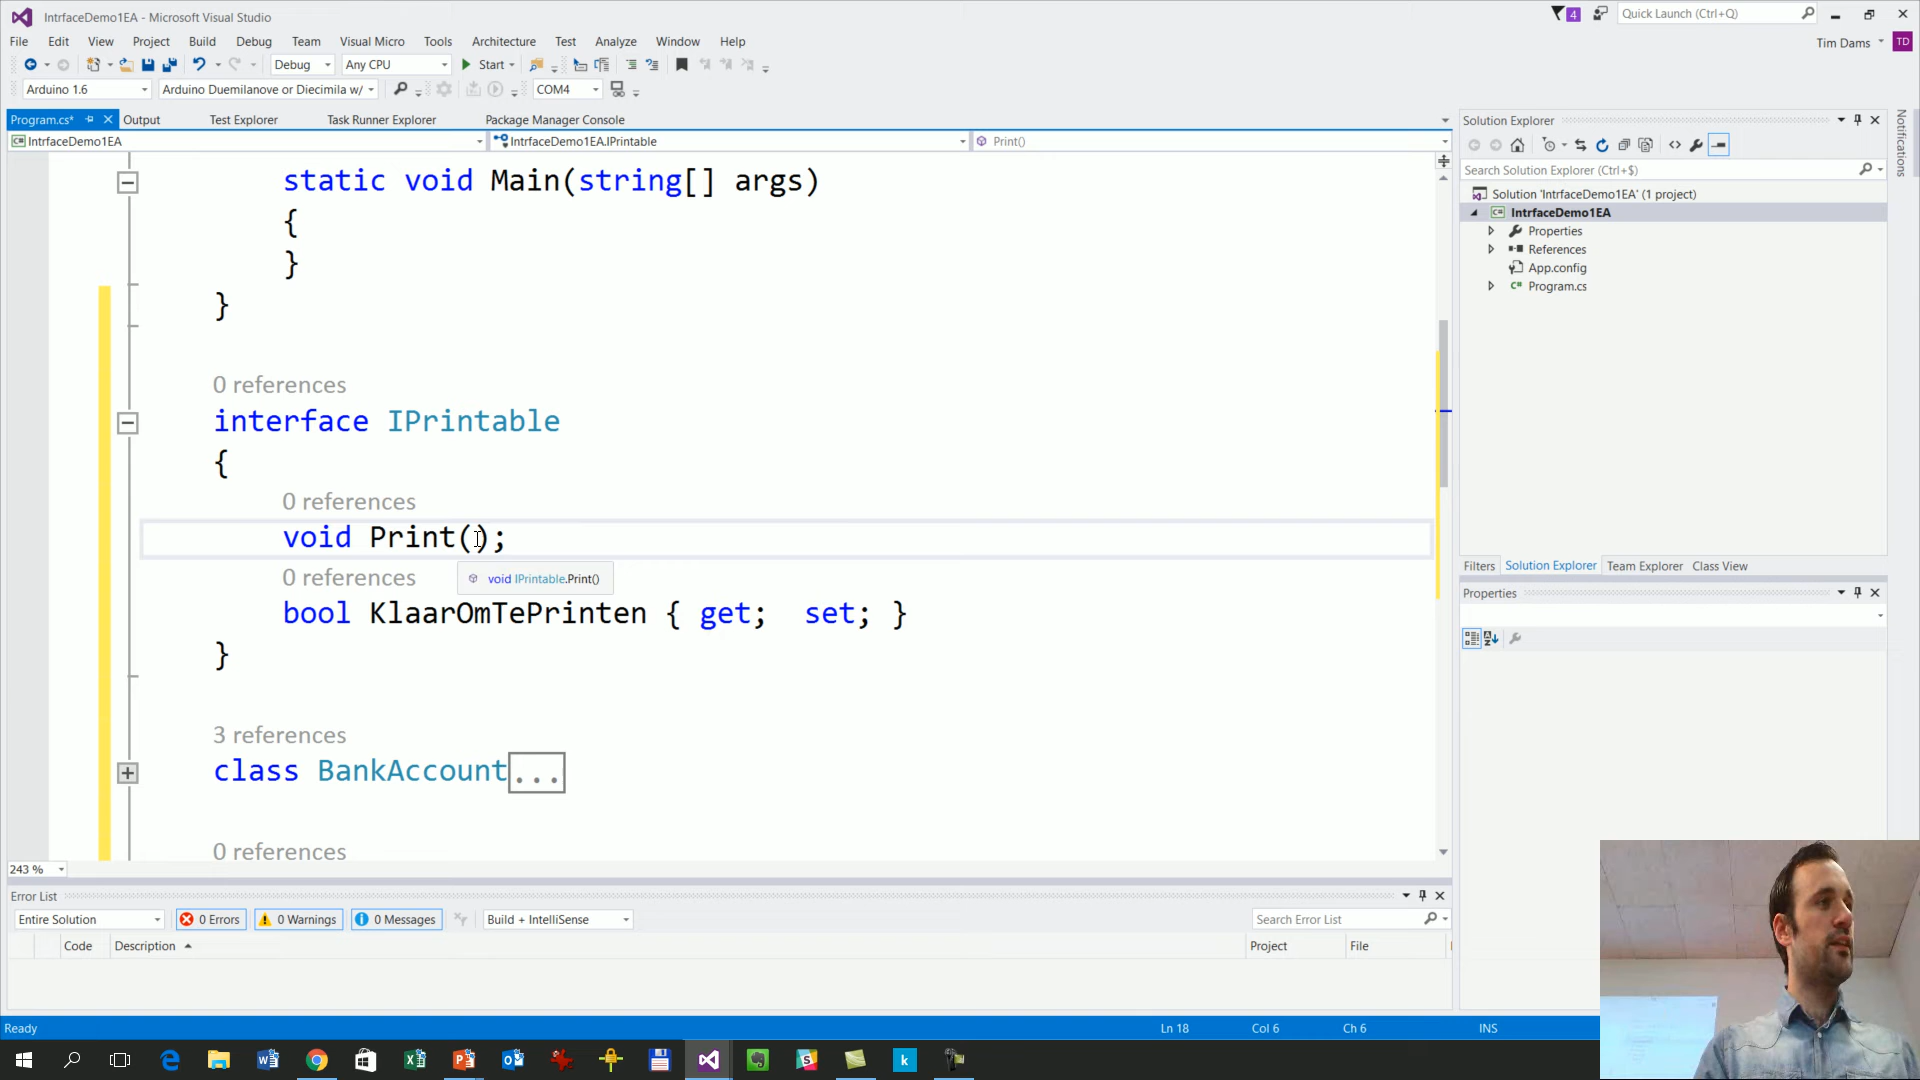 IntrfaceDemo1EA - Microsoft Visual Studio
4
Quick Launch (Ctrl+Q)
File Edit View Project Build Debug Team Visual Micro Tools Architecture Test Analyze Window Help
Tim Dams TD
Debug Any CPU Start
Arduino 1.6 Arduino Duemilanove or Diecimila w/ COM4
Program.cs* Output Test Explorer Task Runner Explorer Package Manager Console
IntrfaceDemo1EA IntrfaceDemo1EA.IPrintable Print()
static void Main(string[] args)
{
}
}
0 references
interface IPrintable
{
0 references
void Print();
0 references
void IPrintable.Print()
bool KlaarOmTePrinten { get; set; }
}
3 references
class BankAccount...
0 references
243 %
Solution Explorer
Search Solution Explorer (Ctrl+$)
Solution 'IntrfaceDemo1EA' (1 project)
IntrfaceDemo1EA
Properties
References
App.config
Program.cs
Filters Solution Explorer Team Explorer Class View
Properties
Notifications
Error List
Entire Solution 0 Errors 0 Warnings 0 Messages Build + IntelliSense Search Error List
Code Description Project File
Ready Ln 18 Col 6 Ch 6 INS